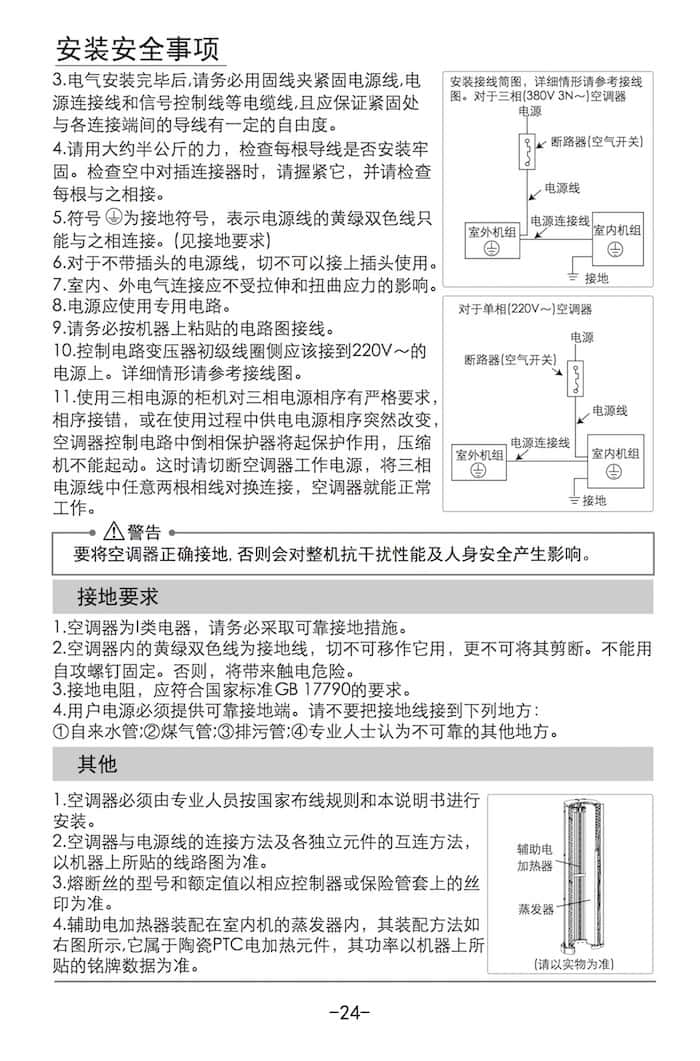 安装安全事项
3.电气安装完毕后,请务必用固线夹紧固电源线,电
源连接线和信号控制线等电缆线,且应保证紧固处
与各连接端间的导线有一定的自由度。
4.请用大约半公斤的力，检查每根导线是否安装牢
固。检查空中对插连接器时，请握紧它，并请检查
每根与之相接。
5.符号⏚为接地符号，表示电源线的黄绿双色线只
能与之相连接。(见接地要求)
6.对于不带插头的电源线，切不可以接上插头使用。
7.室内、外电气连接应不受拉伸和扭曲应力的影响。
8.电源应使用专用电路。
9.请务必按机器上粘贴的电路图接线。
10.控制电路变压器初级线圈侧应该接到220V～的
电源上。详细情形请参考接线图。
11.使用三相电源的柜机对三相电源相序有严格要求，
相序接错，或在使用过程中供电电源相序突然改变，
空调器控制电路中倒相保护器将起保护作用，压缩
机不能起动。这时请切断空调器工作电源，将三相
电源线中任意两根相线对换连接，空调器就能正常
工作。
安装接线简图，详细情形请参考接线
图。对于三相(380V 3N～)空调器
电源
断路器(空气开关)
电源线
电源连接线
室外机组
室内机组
接地
对于单相(220V～)空调器
电源
断路器(空气开关)
电源线
电源连接线
室外机组
室内机组
接地
警告
要将空调器正确接地,否则会对整机抗干扰性能及人身安全产生影响。
接地要求
1.空调器为I类电器，请务必采取可靠接地措施。
2.空调器内的黄绿双色线为接地线，切不可移作它用，更不可将其剪断。不能用
自攻螺钉固定。否则，将带来触电危险。
3.接地电阻，应符合国家标准GB 17790的要求。
4.用户电源必须提供可靠接地端。请不要把接地线接到下列地方：
①自来水管;②煤气管;③排污管;④专业人士认为不可靠的其他地方。
其他
1.空调器必须由专业人员按国家布线规则和本说明书进行
安装。
2.空调器与电源线的连接方法及各独立元件的互连方法，
以机器上所贴的线路图为准。
3.熔断丝的型号和额定值以相应控制器或保险管套上的丝
印为准。
4.辅助电加热器装配在室内机的蒸发器内，其装配方法如
右图所示,它属于陶瓷PTC电加热元件，其功率以机器上所
贴的铭牌数据为准。
辅助电
加热器
蒸发器
(请以实物为准)
-24-